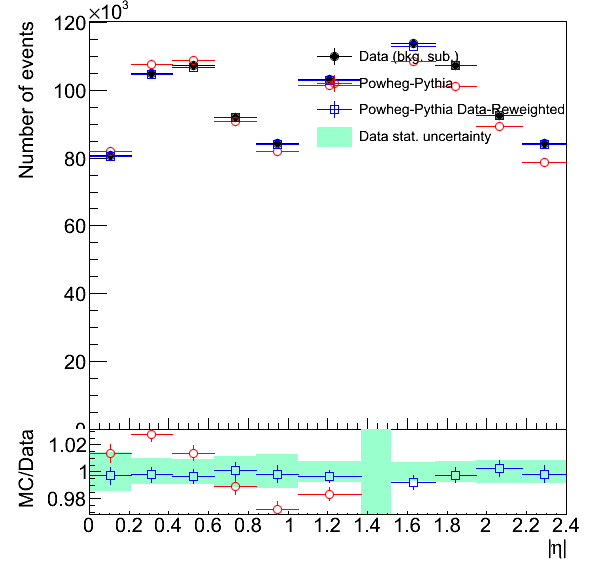 ×10³
120
100
80
60
40
20
0
Number of events
Data (bkg. sub.)
Powheg-Pythia
Powheg-Pythia Data-Reweighted
Data stat. uncertainty
1.02
1
0.98
MC/Data
0 0.2 0.4 0.6 0.8 1 1.2 1.4 1.6 1.8 2 2.2 2.4
|η|